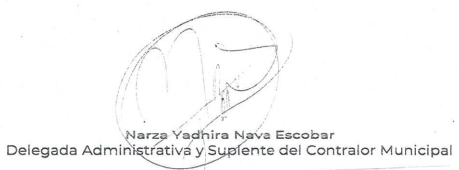 Narza Yadhira Nava Escobar
Delegada Administrativa y Suplente del Contralor Municipal